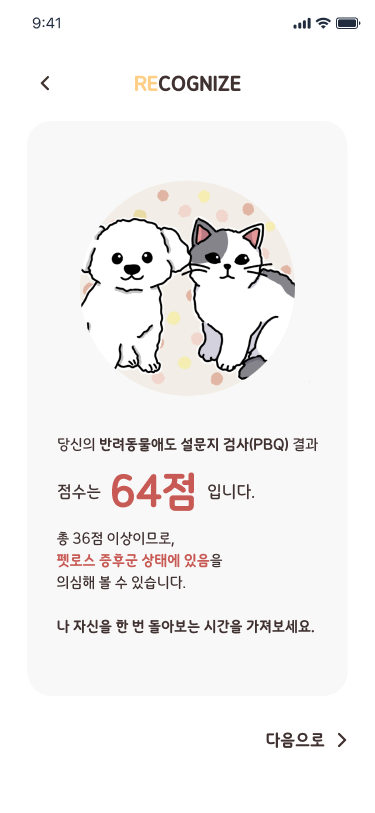 9:41
RECOGNIZE
당신의 반려동물애도 설문지 검사(PBQ) 결과
점수는 64점 입니다.
총 36점 이상이므로,
펫로스 증후군 상태에 있음을
의심해 볼 수 있습니다.
나 자신을 한 번 돌아보는 시간을 가져보세요.
다음으로